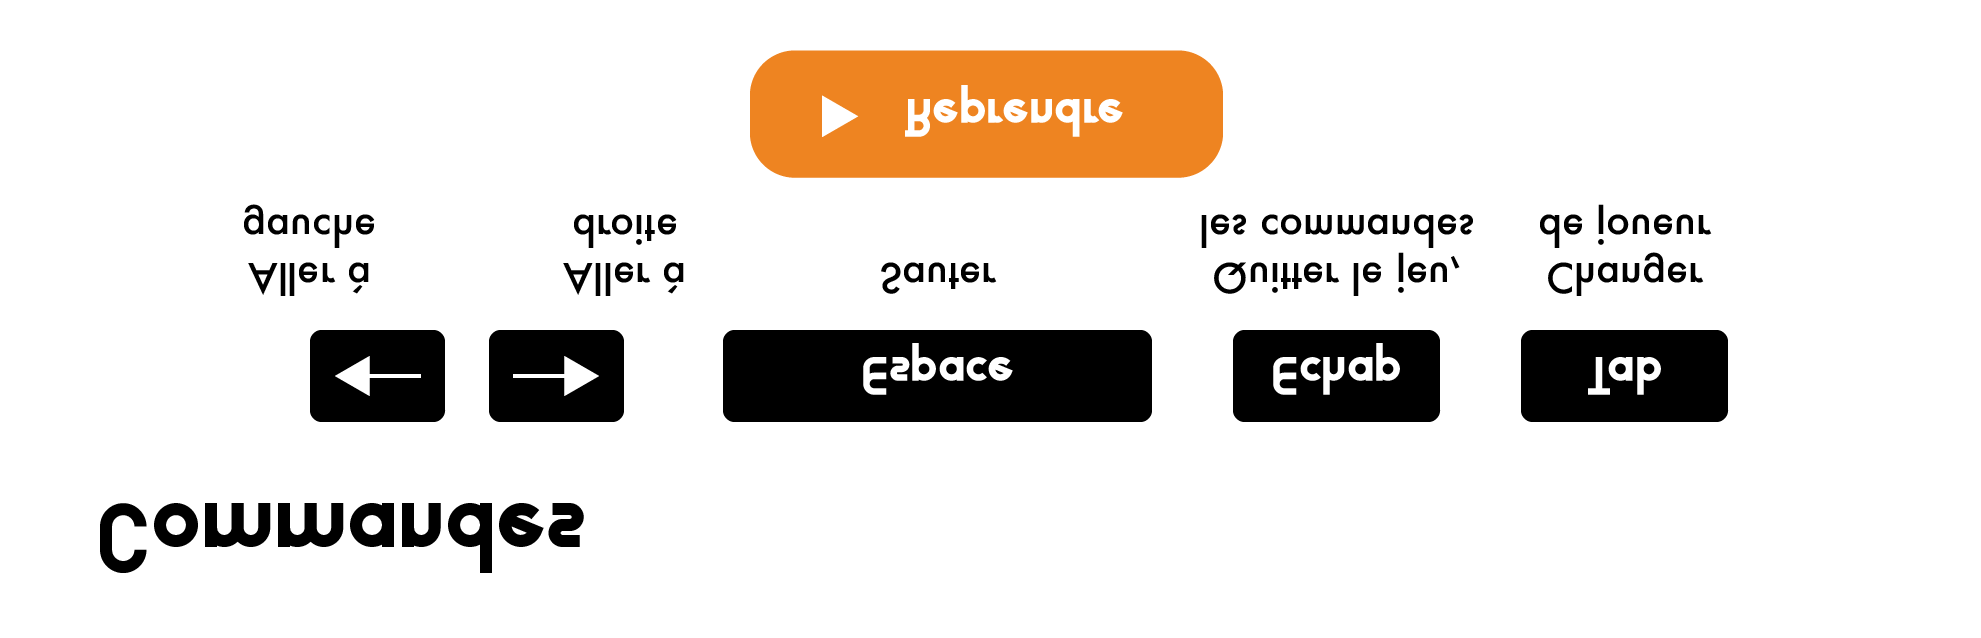 Commandes
Espace
Echap
Tab
Aller à
gauche
Aller à
droite
Sauter
Quitter le jeu,
les commandes
Changer
de joueur
Reprendre